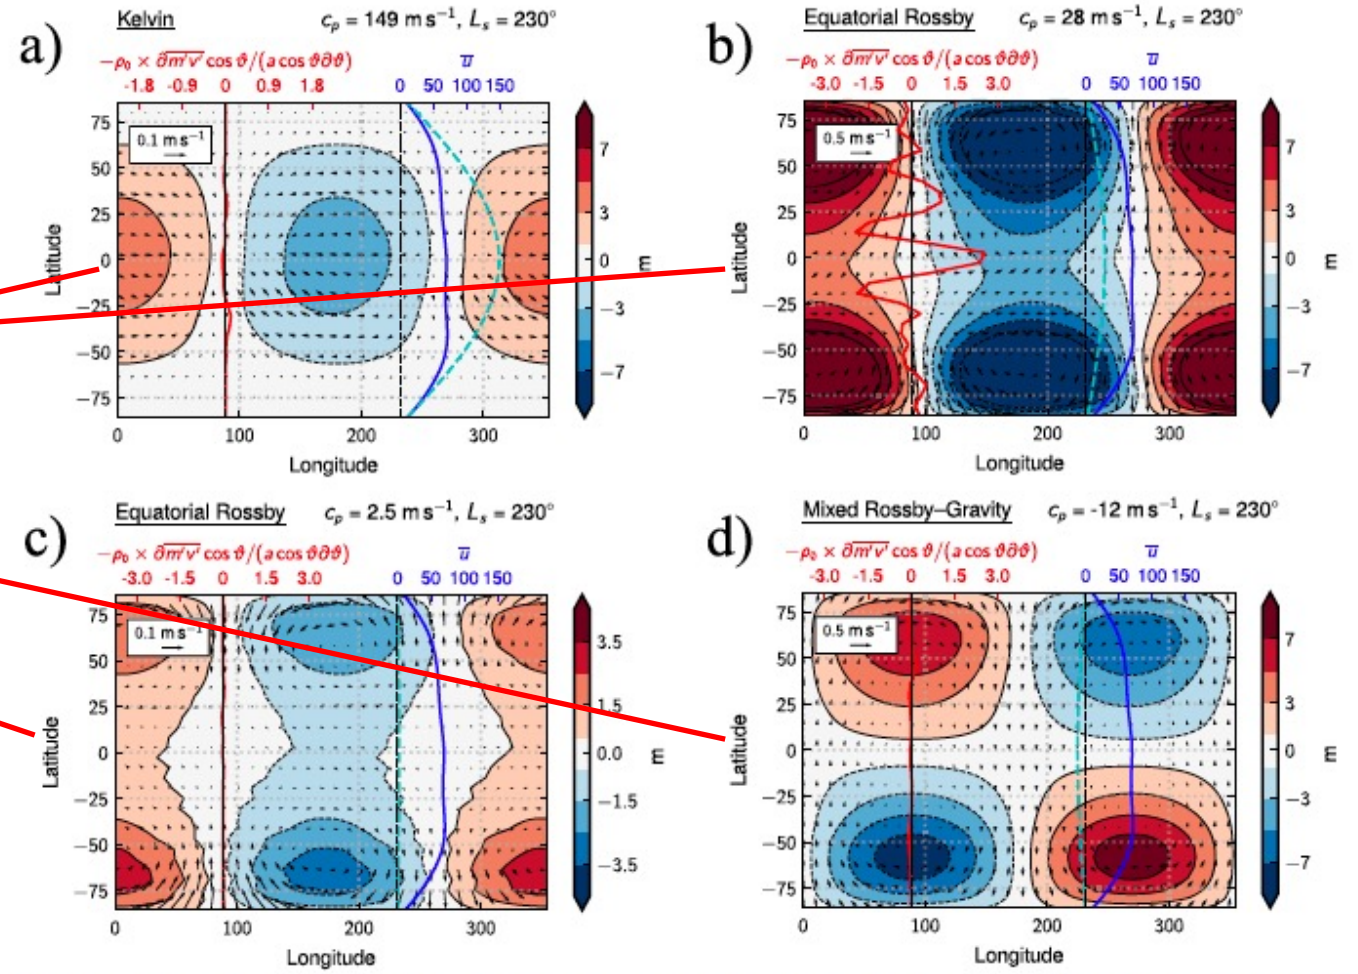 a)
Kelvin cₚ = 149 m s⁻¹, Lₛ = 230°
−ρ₀ × ∂m′v′ cos ϑ/(a cos ϑ∂ϑ) u
-1.8 -0.9 0 0.9 1.8 0 50 100 150
0.1 m s⁻¹
75
50
25
0
−25
−50
−75
Latitude
0 100 200 300
Longitude
7
3
0
−3
−7
m
b)
Equatorial Rossby cₚ = 28 m s⁻¹, Lₛ = 230°
−ρ₀ × ∂m′v′ cos ϑ/(a cos ϑ∂ϑ) u
-3.0 -1.5 0 1.5 3.0 0 50 100 150
0.5 m s⁻¹
75
50
25
0
−25
−50
−75
Latitude
0 100 200 300
Longitude
7
3
0
−3
−7
m
c)
Equatorial Rossby cₚ = 2.5 m s⁻¹, Lₛ = 230°
−ρ₀ × ∂m′v′ cos ϑ/(a cos ϑ∂ϑ) u
-3.0 -1.5 0 1.5 3.0 0 50 100 150
0.1 m s⁻¹
75
50
25
0
−25
−50
−75
Latitude
0 100 200 300
Longitude
3.5
1.5
0.0
−1.5
−3.5
m
d)
Mixed Rossby–Gravity cₚ = -12 m s⁻¹, Lₛ = 230°
−ρ₀ × ∂m′v′ cos ϑ/(a cos ϑ∂ϑ) u
-3.0 -1.5 0 1.5 3.0 0 50 100 150
0.5 m s⁻¹
75
50
25
0
−25
−50
−75
Latitude
0 100 200 300
Longitude
7
3
0
−3
−7
m